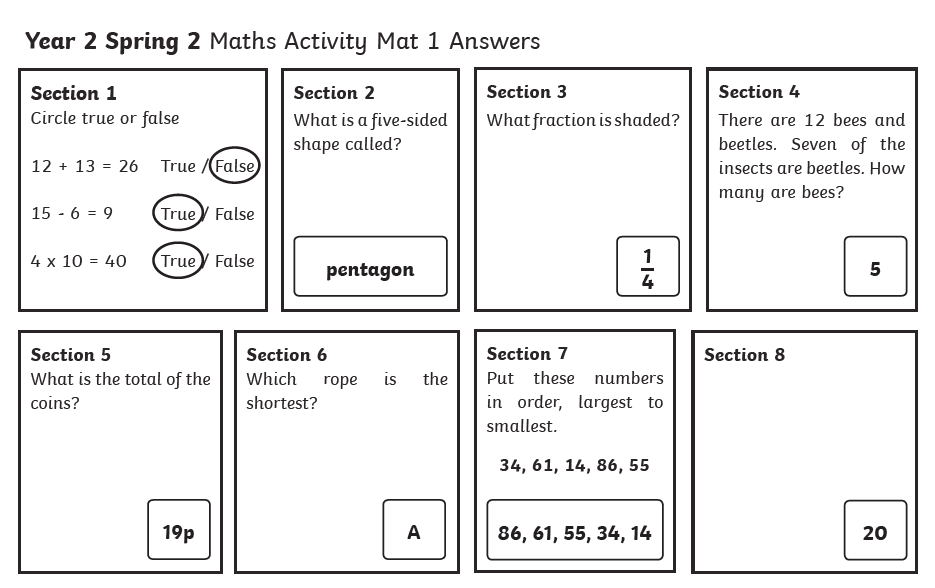 Year 2 Spring 2 Maths Activity Mat 1 Answers
Section 1
Circle true or false
12 + 13 = 26 True / False
15 - 6 = 9 True / False
4 x 10 = 40 True / False
Section 2
What is a five-sided
shape called?
pentagon
Section 3
What fraction is shaded?
1
4
Section 4
There are 12 bees and
beetles. Seven of the
insects are beetles. How
many are bees?
5
Section 5
What is the total of the
coins?
19p
Section 6
Which rope is the
shortest?
A
Section 7
Put these numbers
in order, largest to
smallest.
34, 61, 14, 86, 55
86, 61, 55, 34, 14
Section 8
20